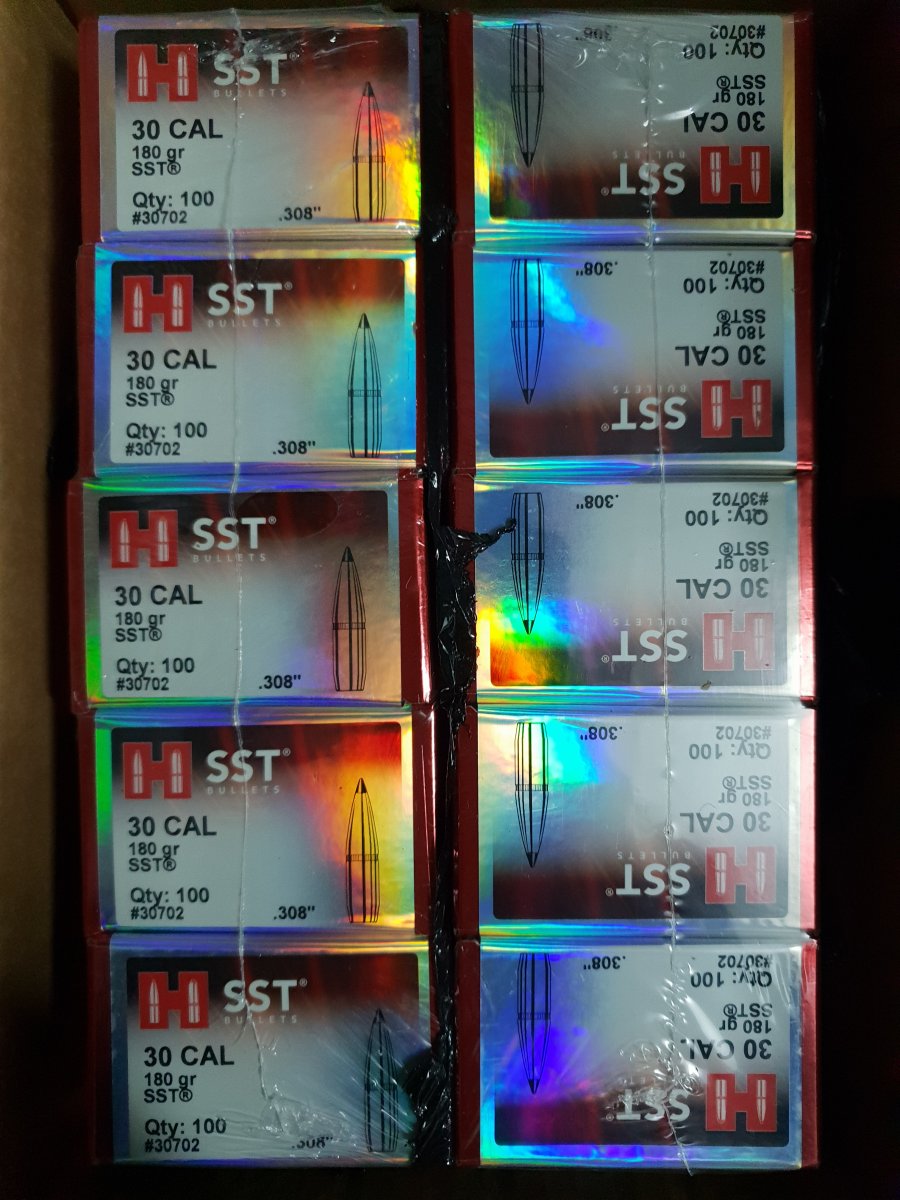 H SST®
BULLETS
30 CAL
180 gr
SST®
Qty: 100
#30702
.308"
H SST®
BULLETS
30 CAL
180 gr
SST®
Qty: 100
#30702
.308"
H SST®
BULLETS
30 CAL
180 gr
SST®
Qty: 100
#30702
.308"
H SST®
BULLETS
30 CAL
180 gr
SST®
Qty: 100
#30702
.308"
H SST®
BULLETS
30 CAL
180 gr
SST®
Qty: 100
#30702
.308"
H SST®
BULLETS
30 CAL
180 gr
SST®
Qty: 100
#30702
.308"
H SST®
BULLETS
30 CAL
180 gr
SST®
Qty: 100
#30702
.308"
H SST®
BULLETS
30 CAL
180 gr
SST®
Qty: 100
#30702
.308"
H SST®
BULLETS
30 CAL
180 gr
SST®
Qty: 100
#30702
.308"
H SST®
30 CAL
180 gr
SST®
Qty: 100
#30702
.308"